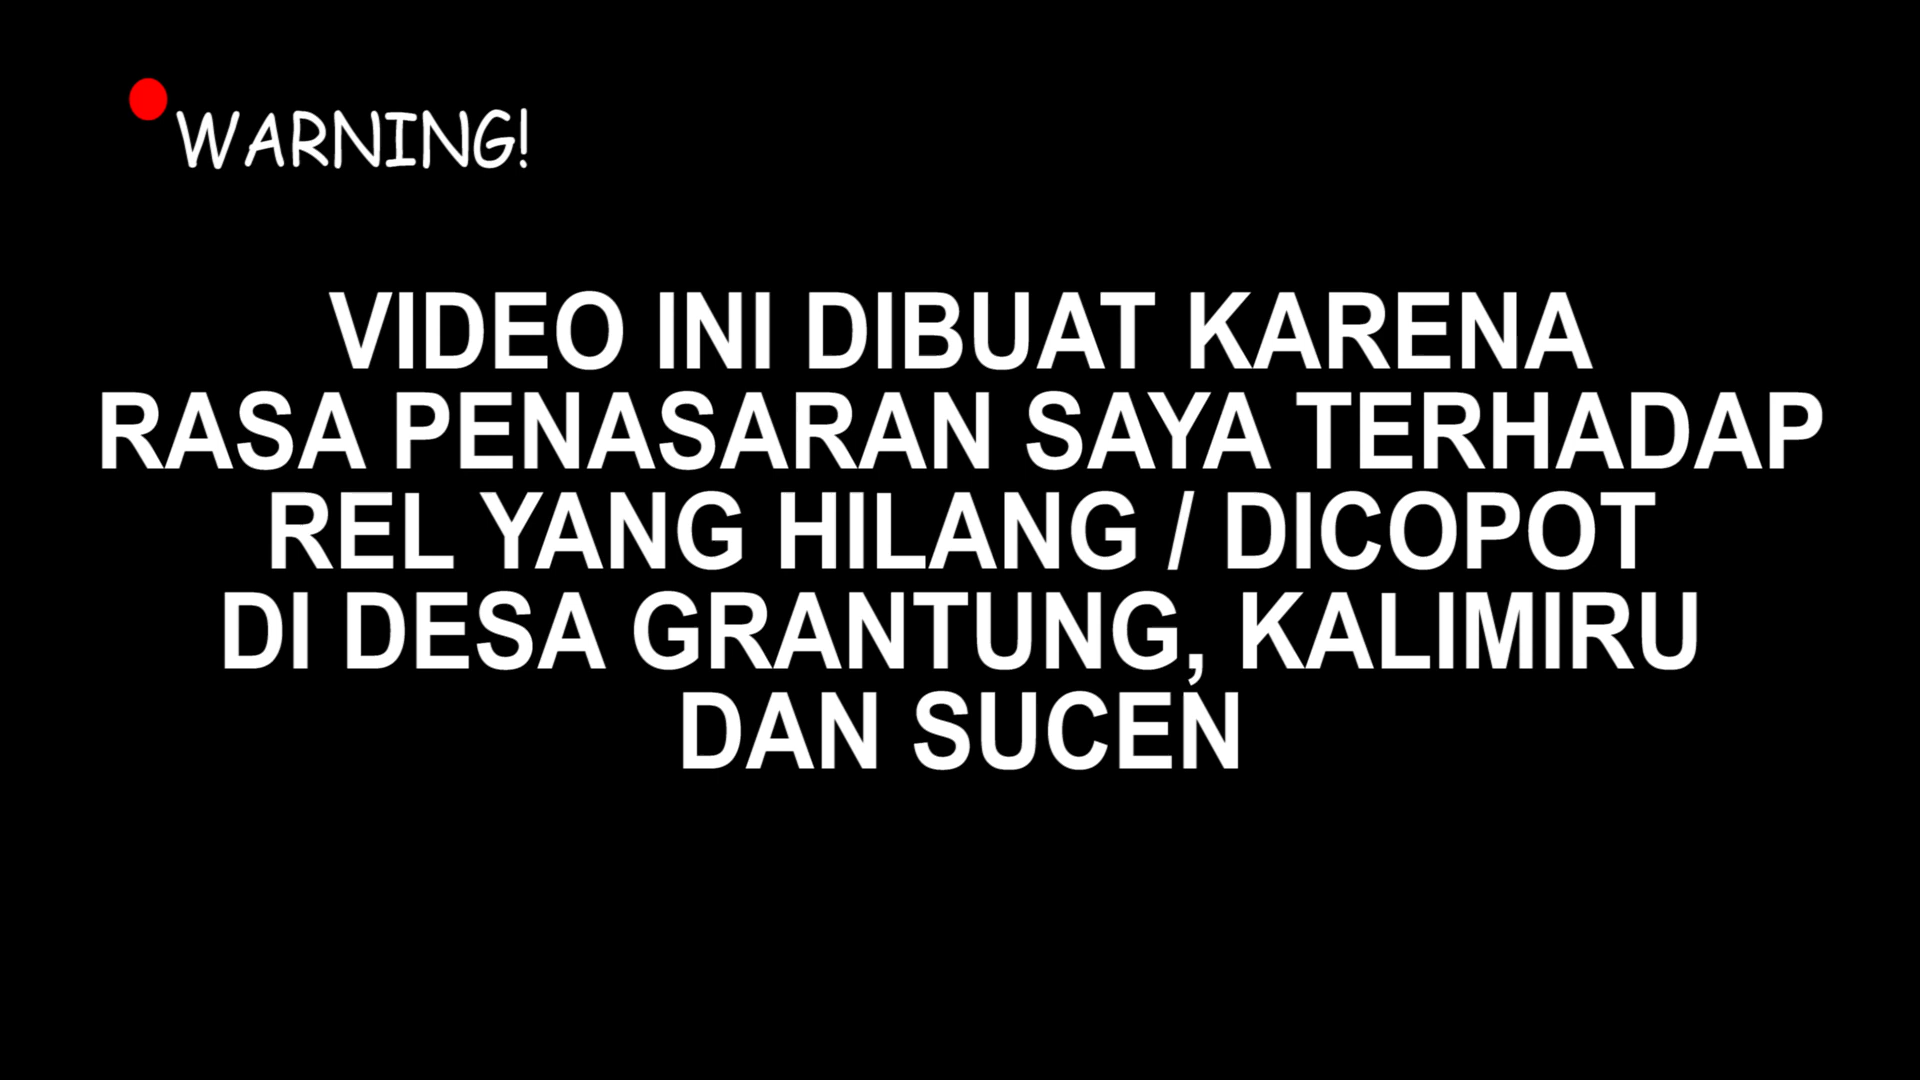 WARNING!
VIDEO INI DIBUAT KARENA
RASA PENASARAN SAYA TERHADAP
REL YANG HILANG / DICOPOT
DI DESA GRANTUNG, KALIMIRU
DAN SUCEN